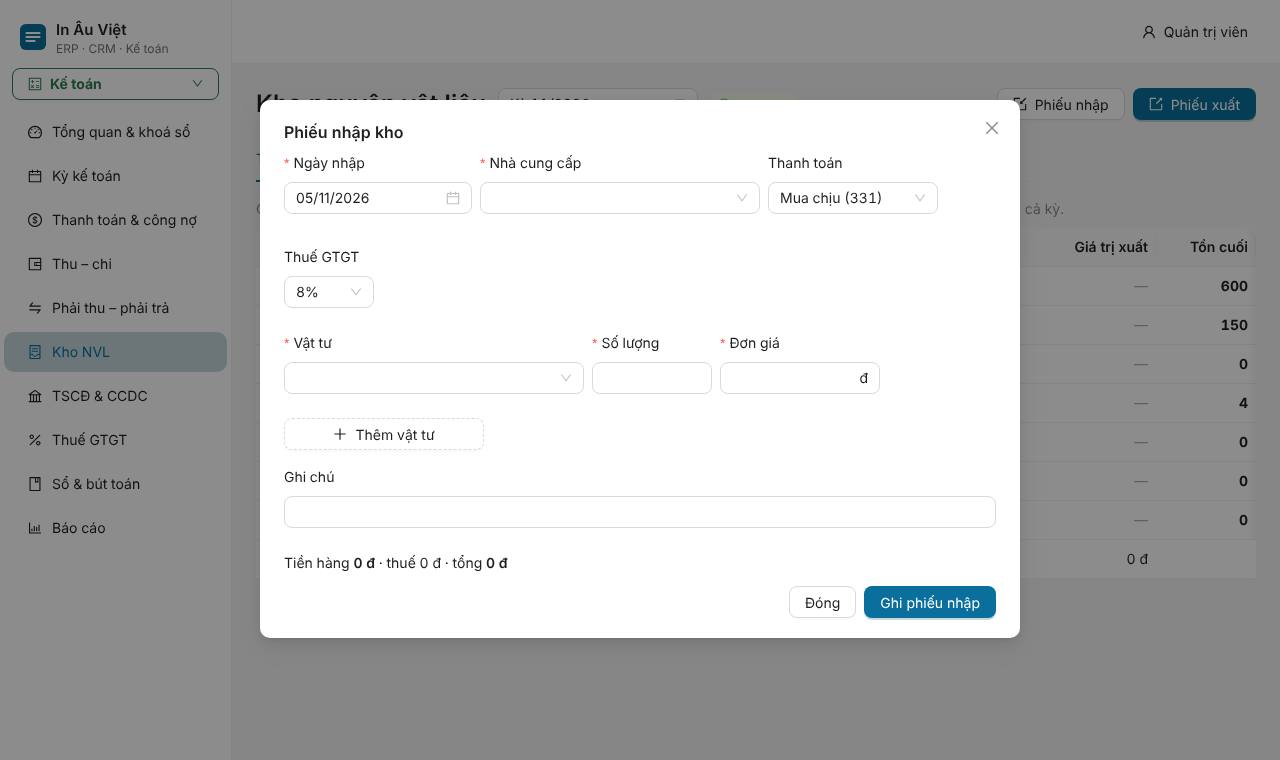 In Âu Việt
ERP · CRM · Kế toán
Quản trị viên
Kế toán
Phiếu nhập
Phiếu xuất
Tổng quan & khoá sổ
Kỳ kế toán
Thanh toán & công nợ
Thu – chi
Phải thu – phải trả
Kho NVL
TSCĐ & CCDC
Thuế GTGT
Sổ & bút toán
Báo cáo
Phiếu nhập kho
* Ngày nhập
* Nhà cung cấp
Thanh toán
05/11/2026
Mua chịu (331)
cả kỳ.
Thuế GTGT
8%
Giá trị xuất
Tồn cuối
— 600
— 150
— 0
— 4
— 0
— 0
— 0
0 đ
* Vật tư
* Số lượng
* Đơn giá
đ
Thêm vật tư
Ghi chú
Tiền hàng 0 đ · thuế 0 đ · tổng 0 đ
Đóng
Ghi phiếu nhập